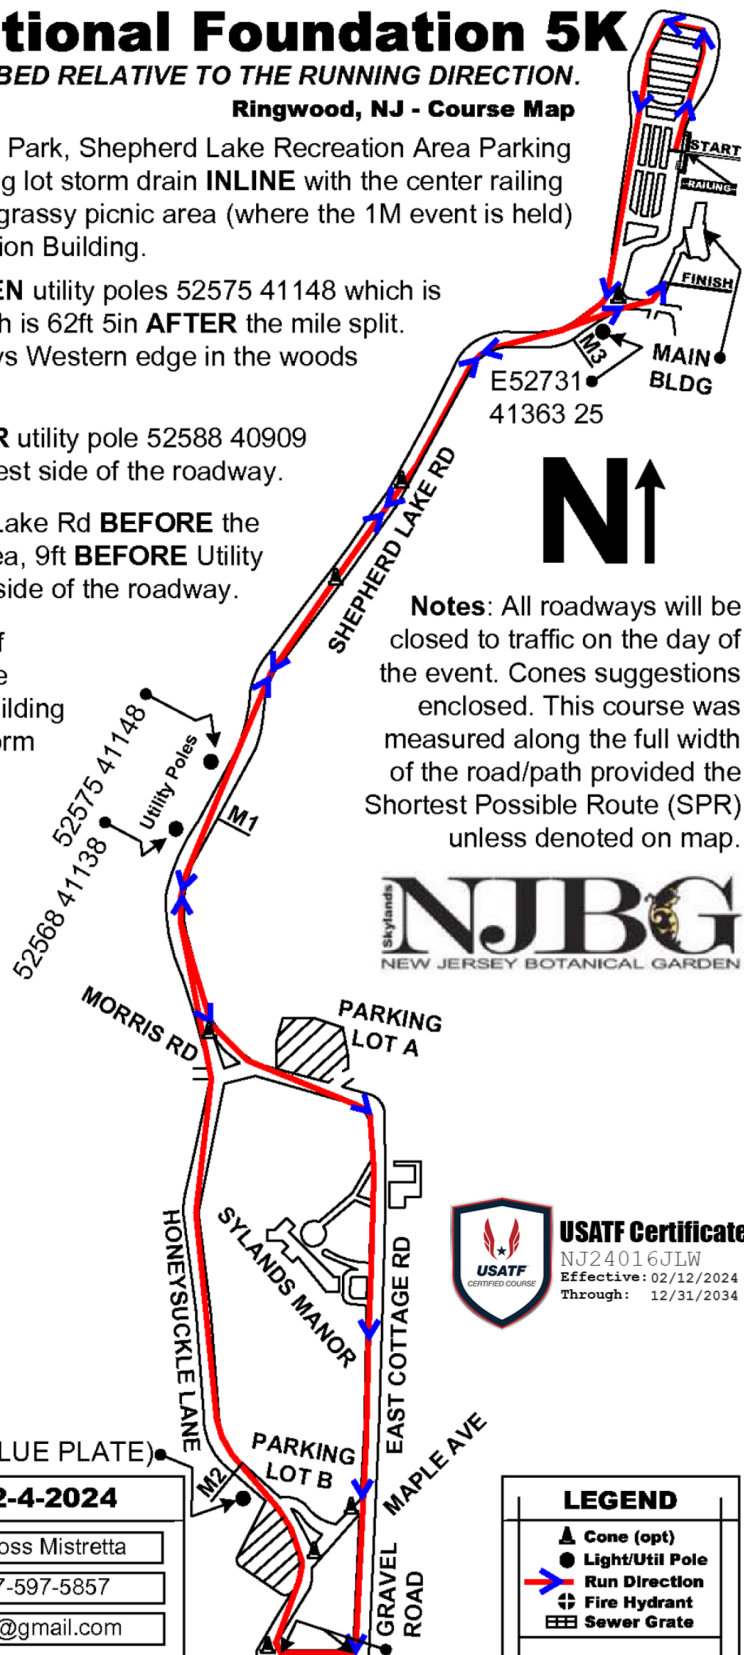 tional Foundation 5K
BED RELATIVE TO THE RUNNING DIRECTION.
Ringwood, NJ - Course Map
Park, Shepherd Lake Recreation Area Parking
g lot storm drain INLINE with the center railing
grassy picnic area (where the 1M event is held)
ion Building.
START
RAILING
EN utility poles 52575 41148 which is
h is 62ft 5in AFTER the mile split.
ys Western edge in the woods
FINISH
M3
MAIN
BLDG
E52731
41363 25
R utility pole 52588 40909
est side of the roadway.
SHEPHERD LAKE RD
N
Lake Rd BEFORE the
ea, 9ft BEFORE Utility
side of the roadway.
f
e
ilding
orm
Notes: All roadways will be
closed to traffic on the day of
the event. Cones suggestions
enclosed. This course was
measured along the full width
of the road/path provided the
Shortest Possible Route (SPR)
unless denoted on map.
52575 41148
Utility Poles
M1
52568 41138
Skylands
NJBG
NEW JERSEY BOTANICAL GARDEN
MORRIS RD
PARKING
LOT A
HONEYSUCKLE LANE
SYLANDS MANOR
EAST COTTAGE RD
USATF
CERTIFIED COURSE
USATF Certificate
NJ24016JLW
Effective: 02/12/2024
Through: 12/31/2034
PARKING
LOT B
M2
MAPLE AVE
LUE PLATE)
2-4-2024
oss Mistretta
7-597-5857
@gmail.com
GRAVEL
ROAD
LEGEND
Cone (opt)
Light/Util Pole
Run Direction
Fire Hydrant
Sewer Grate